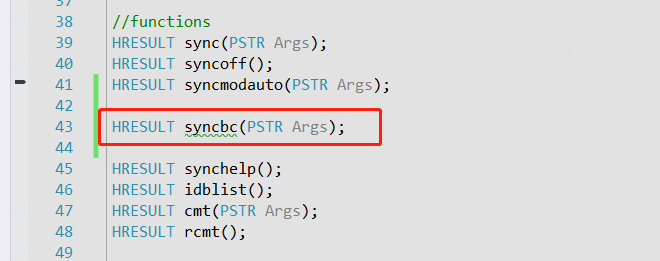 37
38 //functions
39 HRESULT sync(PSTR Args);
40 HRESULT syncoff();
41 HRESULT syncmodauto(PSTR Args);
42
43 HRESULT syncbc(PSTR Args);
44
45 HRESULT synchelp();
46 HRESULT idblist();
47 HRESULT cmt(PSTR Args);
48 HRESULT rcmt();
49